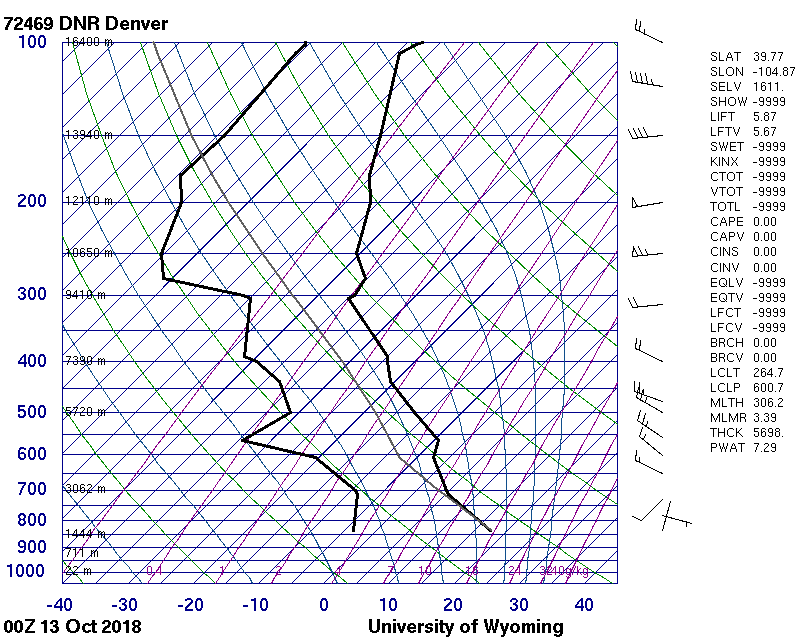 72469 DNR Denver
100 16400 m
13940 m
200 12110 m
10650 m
300 9410 m
400 7390 m
500 5720 m
600
700 3062 m
800
1444 m
900 711 m
1000 22 m
0.4 1 2 4 7 10 16 24 32 40g/kg
-40 -30 -20 -10 0 10 20 30 40
00Z 13 Oct 2018 University of Wyoming
SLAT 39.77
SLON -104.87
SELV 1611.
SHOW -9999
LIFT 5.87
LFTV 5.67
SWET -9999
KINX -9999
CTOT -9999
VTOT -9999
TOTL -9999
CAPE 0.00
CAPV 0.00
CINS 0.00
CINV 0.00
EQLV -9999
EQTV -9999
LFCT -9999
LFCV -9999
BRCH 0.00
BRCV 0.00
LCLT 264.7
LCLP 600.7
MLTH 306.2
MLMR 3.39
THCK 5698.
PWAT 7.29